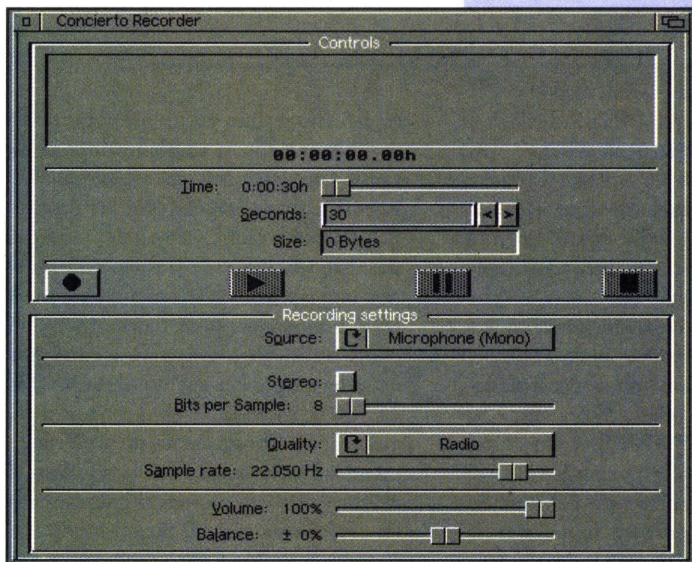 Concierto Recorder
Controls
00:00:00.00h
Time: 0:00:30h
Seconds: 30 < >
Size: 0 Bytes
Recording settings
Source: Microphone (Mono)
Stereo:
Bits per Sample: 8
Quality: Radio
Sample rate: 22.050 Hz
Volume: 100%
Balance: ± 0%